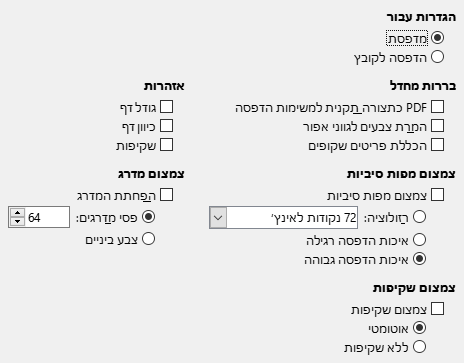 הגדרות עבור
מדפסת
הדפסה לקובץ
בררות מחדל
PDF כתצורה תקנית למשימות הדפסה
המרת צבעים לגווני אפור
הכללת פריטים שקופים
אזהרות
גודל דף
כיוון דף
שקיפות
צמצום מפות סיביות
צמצום מפות סיביות
רזולוציה: 72 נקודות לאינץ׳
איכות הדפסה רגילה
איכות הדפסה גבוהה
צמצום מדרג
הפחתת המדרג
פסי מדרגים: 64
צבע ביניים
צמצום שקיפות
צמצום שקיפות
אוטומטי
ללא שקיפות